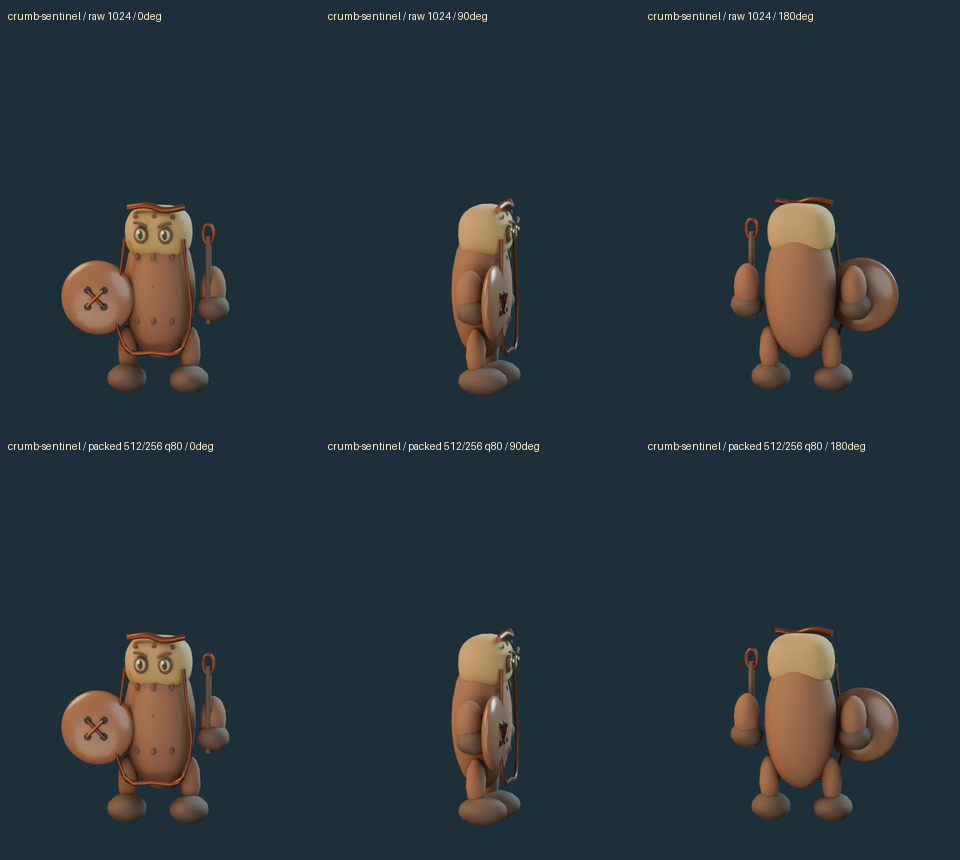 crumb-sentinel / raw 1024 / 0deg
crumb-sentinel / raw 1024 / 90deg
crumb-sentinel / raw 1024 / 180deg
crumb-sentinel / packed 512/256 q80 / 0deg
crumb-sentinel / packed 512/256 q80 / 90deg
crumb-sentinel / packed 512/256 q80 / 180deg